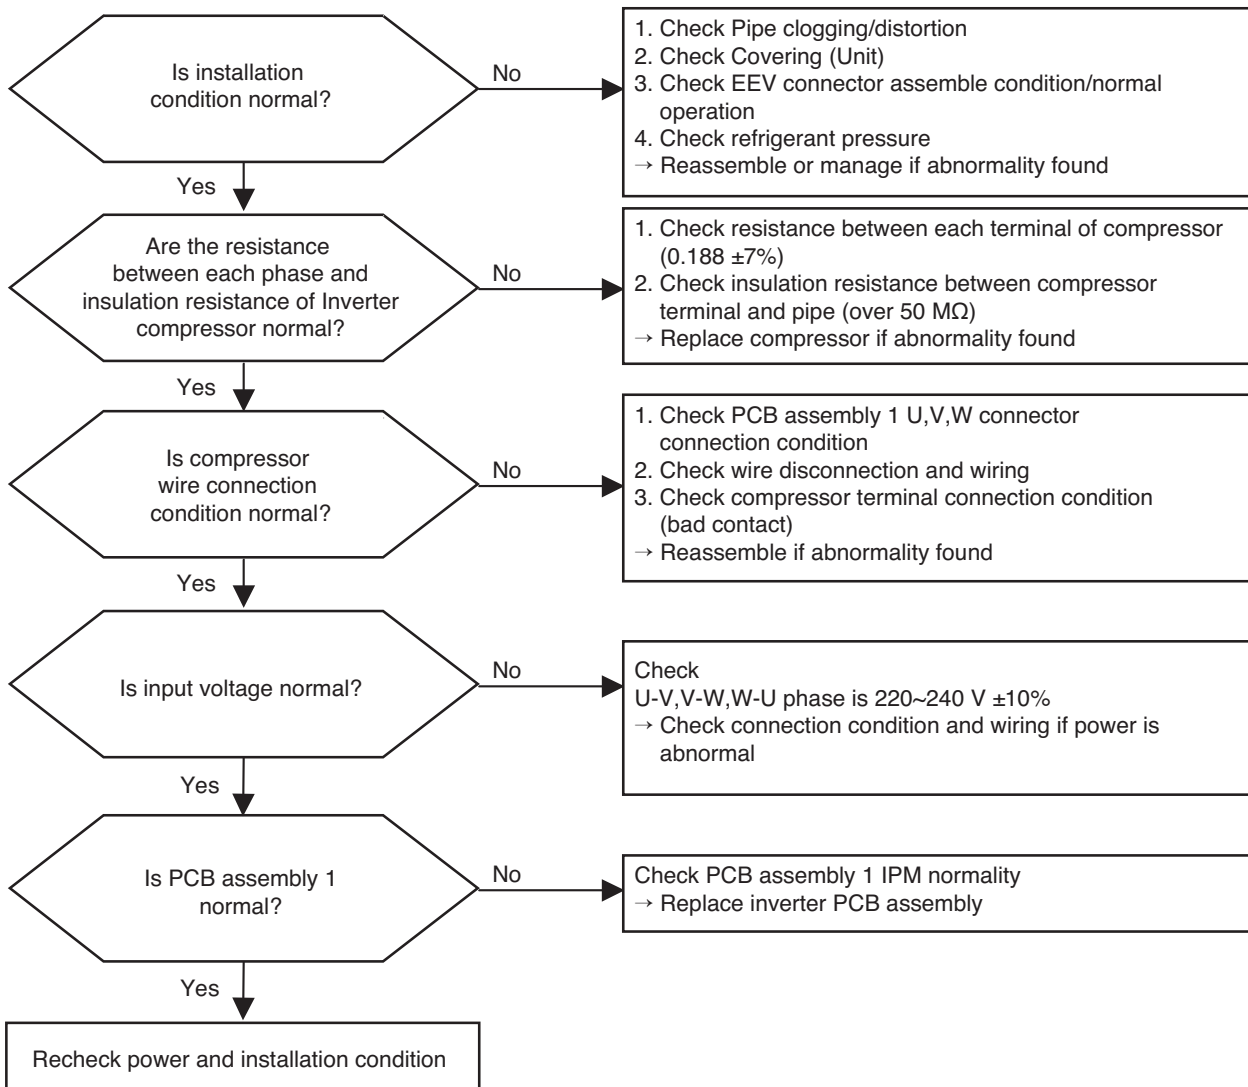 Is installation
condition normal?
No
1. Check Pipe clogging/distortion
2. Check Covering (Unit)
3. Check EEV connector assemble condition/normal
operation
4. Check refrigerant pressure
→ Reassemble or manage if abnormality found
Yes
Are the resistance
between each phase and
insulation resistance of Inverter
compressor normal?
No
1. Check resistance between each terminal of compressor
(0.188 ±7%)
2. Check insulation resistance between compressor
terminal and pipe (over 50 MΩ)
→ Replace compressor if abnormality found
Yes
Is compressor
wire connection
condition normal?
No
1. Check PCB assembly 1 U,V,W connector
connection condition
2. Check wire disconnection and wiring
3. Check compressor terminal connection condition
(bad contact)
→ Reassemble if abnormality found
Yes
Is input voltage normal?
No
Check
U-V,V-W,W-U phase is 220~240 V ±10%
→ Check connection condition and wiring if power is
abnormal
Yes
Is PCB assembly 1
normal?
No
Check PCB assembly 1 IPM normality
→ Replace inverter PCB assembly
Yes
Recheck power and installation condition